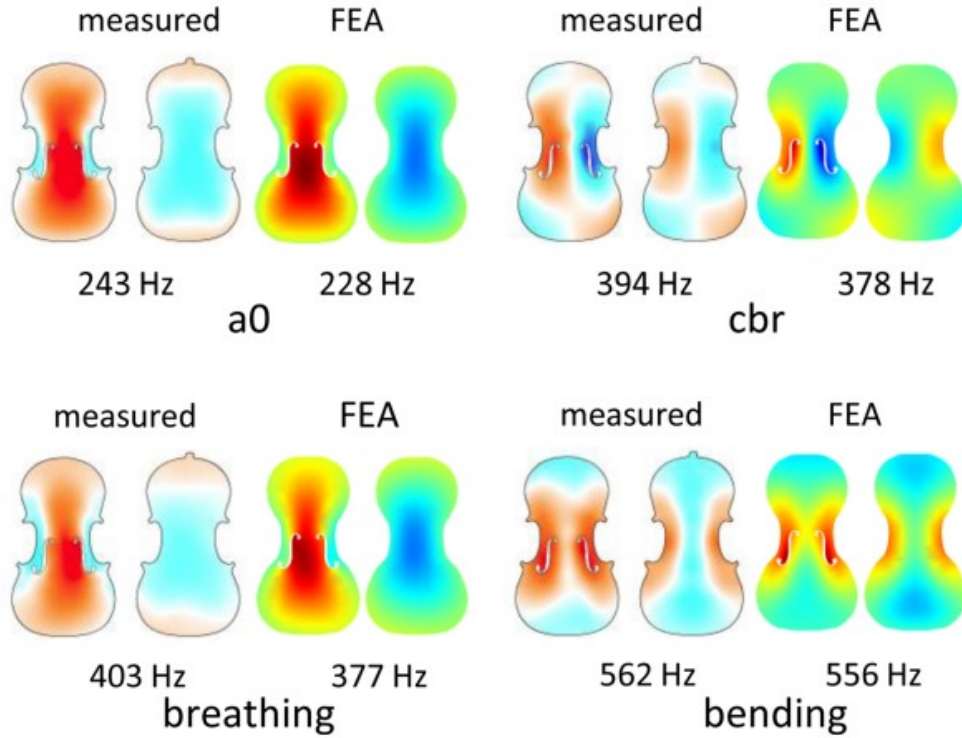 measured FEA measured FEA
243 Hz 228 Hz 394 Hz 378 Hz
a0 cbr
measured FEA measured FEA
403 Hz 377 Hz 562 Hz 556 Hz
breathing bending